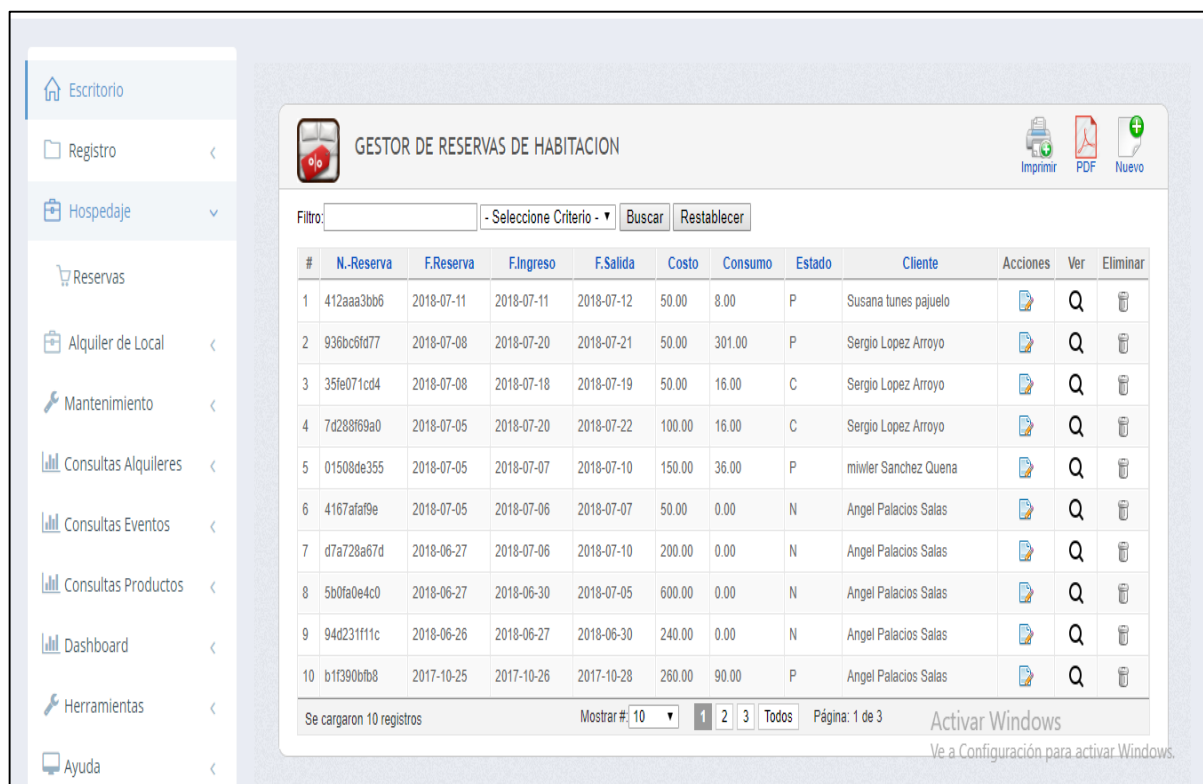 Escritorio
Registro
Hospedaje
Reservas
Alquiler de Local
Mantenimiento
Consultas Alquileres
Consultas Eventos
Consultas Productos
Dashboard
Herramientas
Ayuda
%
GESTOR DE RESERVAS DE HABITACION
Imprimir PDF Nuevo
Filtro: - Seleccione Criterio - Buscar Restablecer
# N.-Reserva F.Reserva F.Ingreso F.Salida Costo Consumo Estado Cliente Acciones Ver Eliminar
1 412aaa3bb6 2018-07-11 2018-07-11 2018-07-12 50.00 8.00 P Susana tunes pajuelo
2 936bc6fd77 2018-07-08 2018-07-20 2018-07-21 50.00 301.00 P Sergio Lopez Arroyo
3 35fe071cd4 2018-07-08 2018-07-18 2018-07-19 50.00 16.00 C Sergio Lopez Arroyo
4 7d288f69a0 2018-07-05 2018-07-20 2018-07-22 100.00 16.00 C Sergio Lopez Arroyo
5 01508de355 2018-07-05 2018-07-07 2018-07-10 150.00 36.00 P miwler Sanchez Quena
6 4167afaf9e 2018-07-05 2018-07-06 2018-07-07 50.00 0.00 N Angel Palacios Salas
7 d7a728a67d 2018-06-27 2018-07-06 2018-07-10 200.00 0.00 N Angel Palacios Salas
8 5b0fa0e4c0 2018-06-27 2018-06-30 2018-07-05 600.00 0.00 N Angel Palacios Salas
9 94d231f11c 2018-06-26 2018-06-27 2018-06-30 240.00 0.00 N Angel Palacios Salas
10 b1f390bfb8 2017-10-25 2017-10-26 2017-10-28 260.00 90.00 P Angel Palacios Salas
Se cargaron 10 registros Mostrar #: 10 1 2 3 Todos Página: 1 de 3
Activar Windows
Ve a Configuración para activar Windows.